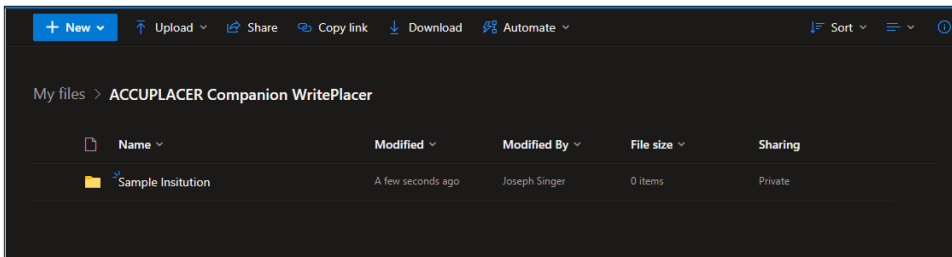 New Upload Share Copy link Download Automate Sort
My files > ACCUPLACER Companion WritePlacer
Name Modified Modified By File size Sharing
Sample Insitution A few seconds ago Joseph Singer 0 items Private